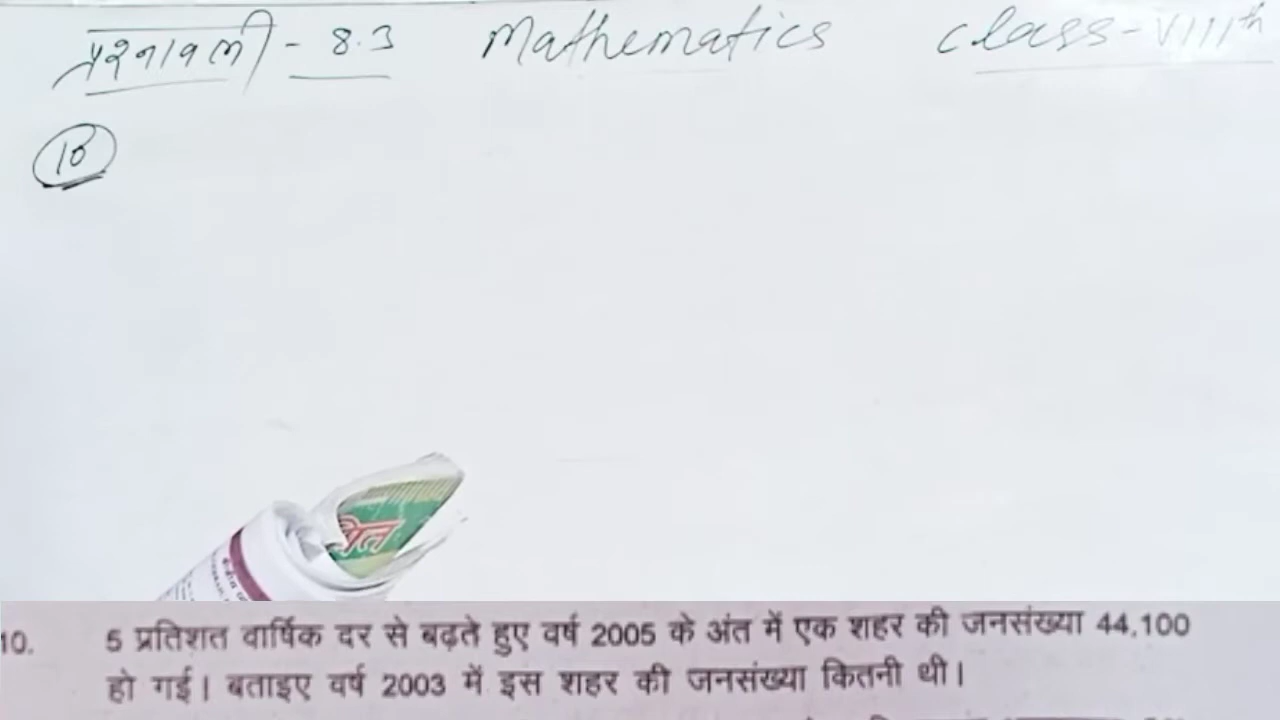 प्रश्नावली - 8.3 Mathematics Class-VIIIth
10
10. 5 प्रतिशत वार्षिक दर से बढ़ते हुए वर्ष 2005 के अंत में एक शहर की जनसंख्या 44,100
हो गई। बताइए वर्ष 2003 में इस शहर की जनसंख्या कितनी थी।